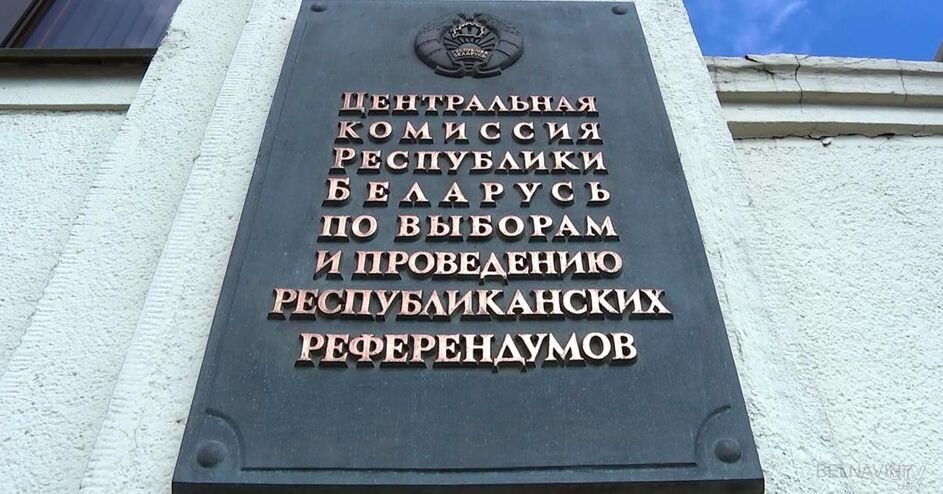 ЦЕНТРАЛЬНАЯ
КОМИССИЯ
РЕСПУБЛИКИ
БЕЛАРУСЬ
ПО ВЫБОРАМ
И ПРОВЕДЕНИЮ
РЕСПУБЛИКАНСКИХ
РЕФЕРЕНДУМОВ